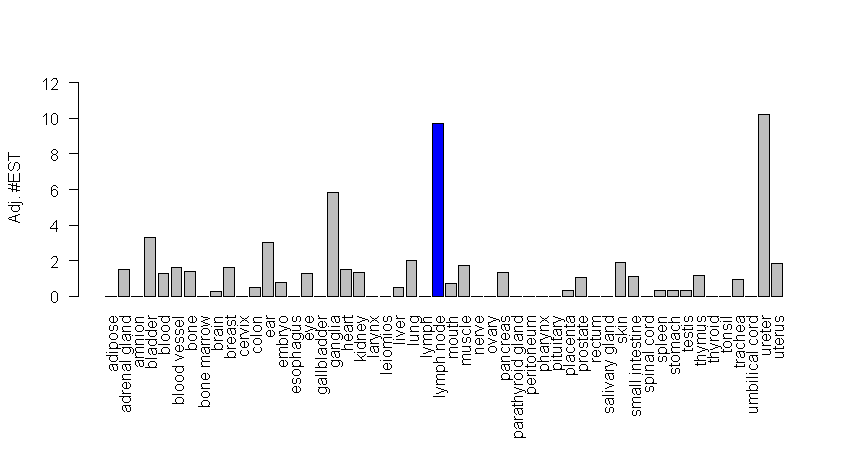 12
10
8
6
4
2
0
Adj. #EST
adipose
adrenal gland
amnion
bladder
blood
blood vessel
bone
bone marrow
brain
breast
cervix
colon
ear
embryo
esophagus
eye
gallbladder
ganglia
heart
kidney
larynx
leiomios
liver
lung
lymph
lymph node
mouth
muscle
nerve
ovary
pancreas
parathyroid gland
peritoneum
pharynx
pituitary
placenta
prostate
rectum
salivary gland
skin
small intestine
spinal cord
spleen
stomach
testis
thymus
thyroid
tonsil
trachea
umbilical cord
ureter
uterus